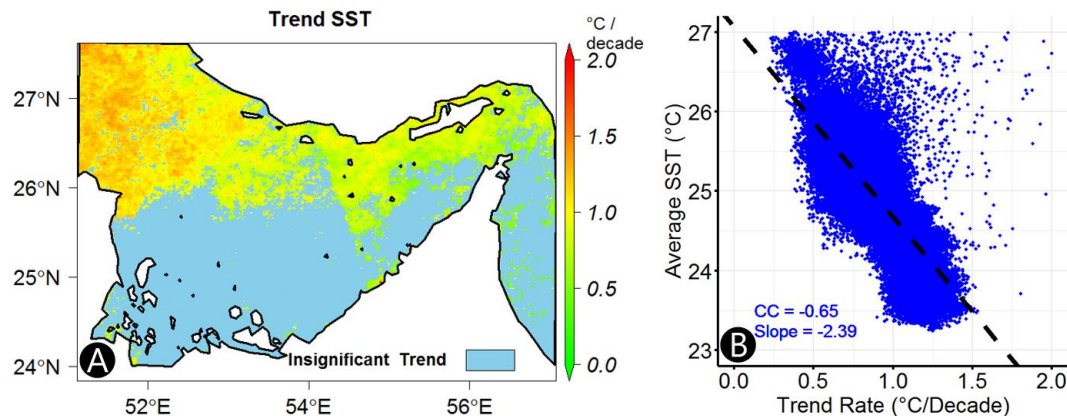 Trend SST
°C /
decade
2.0
1.5
1.0
0.5
0.0
27°N
26°N
25°N
24°N
52°E
54°E
56°E
Insignificant Trend
A
27
26
25
24
23
Average SST (°C)
0.0
0.5
1.0
1.5
2.0
Trend Rate (°C/Decade)
CC = -0.65
Slope = -2.39
B